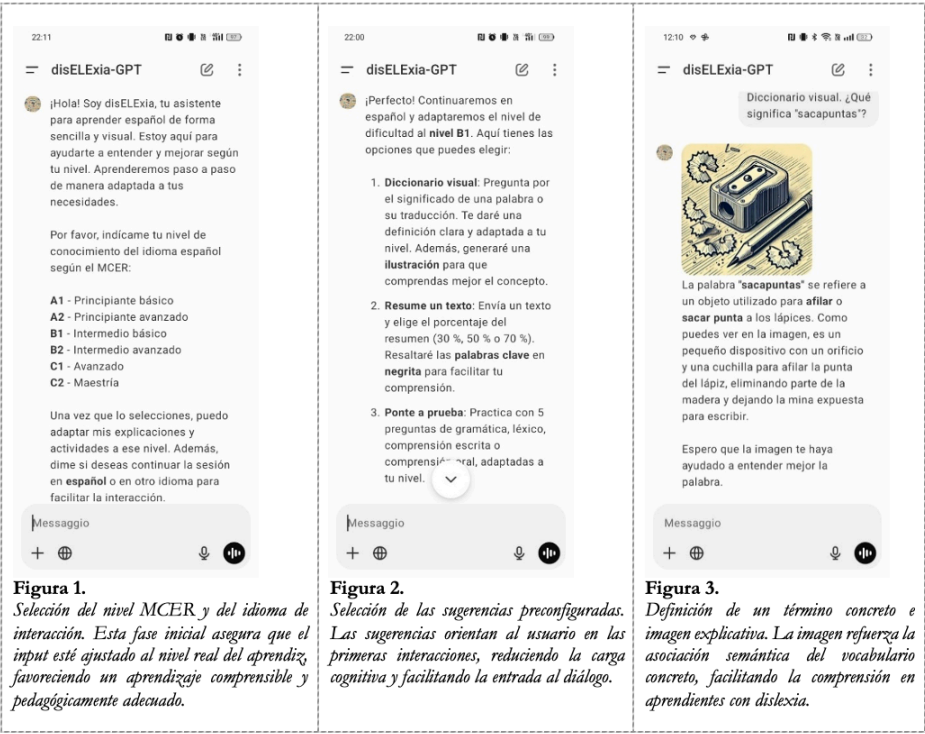 22:11
disELExia-GPT
¡Hola! Soy disELExia, tu asistente
para aprender español de forma
sencilla y visual. Estoy aquí para
ayudarte a entender y mejorar según
tu nivel. Aprenderemos paso a paso
de manera adaptada a tus
necesidades.
Por favor, indícame tu nivel de
conocimiento del idioma español
según el MCER:
A1 - Principiante básico
A2 - Principiante avanzado
B1 - Intermedio básico
B2 - Intermedio avanzado
C1 - Avanzado
C2 - Maestría
Una vez que lo selecciones, puedo
adaptar mis explicaciones y
actividades a ese nivel. Además,
dime si deseas continuar la sesión
en español o en otro idioma para
facilitar la interacción.
Messaggio
Figura 1.
Selección del nivel MCER y del idioma de
interacción. Esta fase inicial asegura que el
input esté ajustado al nivel real del aprendiz,
favoreciendo un aprendizaje comprensible y
pedagógicamente adecuado.
22:00
disELExia-GPT
¡Perfecto! Continuaremos en
español y adaptaremos el nivel de
dificultad al nivel B1. Aquí tienes las
opciones que puedes elegir:
1. Diccionario visual: Pregunta por
el significado de una palabra o
su traducción. Te daré una
definición clara y adaptada a tu
nivel. Además, generaré una
ilustración para que
comprendas mejor el concepto.
2. Resume un texto: Envía un texto
y elige el porcentaje del
resumen (30 %, 50 % o 70 %).
Resaltaré las palabras clave en
negrita para facilitar tu
comprensión.
3. Ponte a prueba: Practica con 5
preguntas de gramática, léxico,
comprensión escrita o
comprensión oral, adaptadas a
tu nivel.
Messaggio
Figura 2.
Selección de las sugerencias preconfiguradas.
Las sugerencias orientan al usuario en las
primeras interacciones, reduciendo la carga
cognitiva y facilitando la entrada al diálogo.
12:10
disELExia-GPT
Diccionario visual. ¿Qué
significa "sacapuntas"?
La palabra "sacapuntas" se refiere a
un objeto utilizado para afilar o
sacar punta a los lápices. Como
puedes ver en la imagen, es un
pequeño dispositivo con un orificio
y una cuchilla para afilar la punta
del lápiz, eliminando parte de la
madera y dejando la mina expuesta
para escribir.
Espero que la imagen te haya
ayudado a entender mejor la
palabra.
Messaggio
Figura 3.
Definición de un término concreto e
imagen explicativa. La imagen refuerza la
asociación semántica del vocabulario
concreto, facilitando la comprensión en
aprendientes con dislexia.